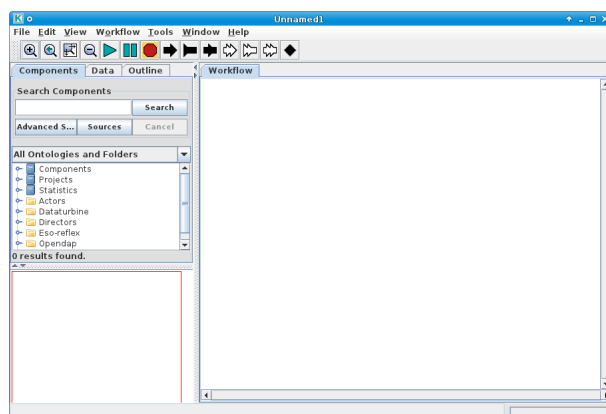 Unnamed1
File Edit View Workflow Tools Window Help
Components Data Outline
Workflow
Search Components
Search
Advanced S... Sources Cancel
All Ontologies and Folders
Components
Projects
Statistics
Actors
Dataturbine
Directors
Eso-reflex
Opendap
0 results found.